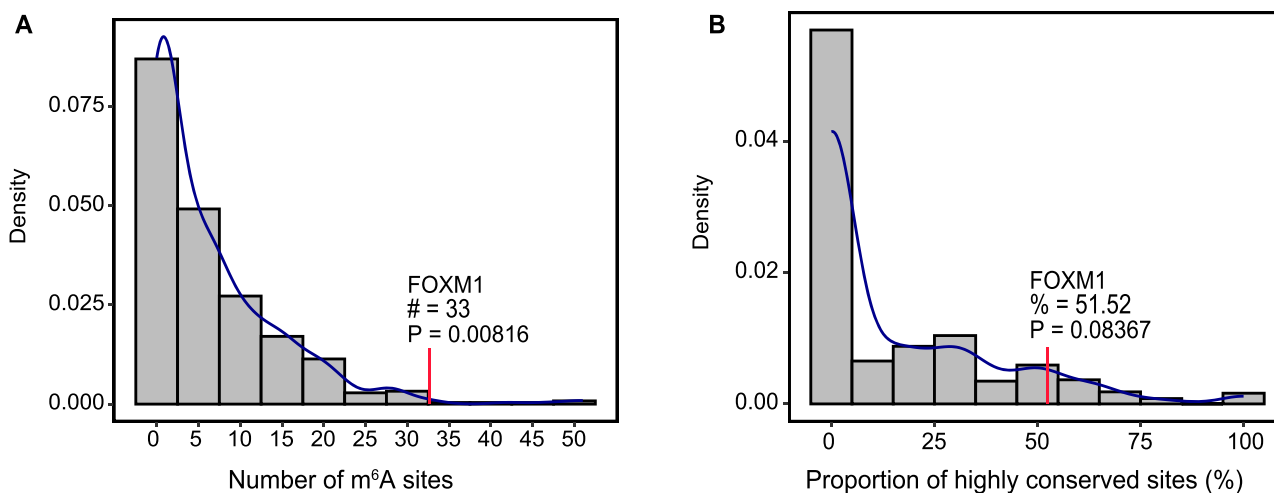 A
Density
0.075
0.050
0.025
0.000
FOXM1
# = 33
P = 0.00816
0 5 10 15 20 25 30 35 40 45 50
Number of m⁶A sites
B
Density
0.04
0.02
0.00
FOXM1
% = 51.52
P = 0.08367
0 25 50 75 100
Proportion of highly conserved sites (%)